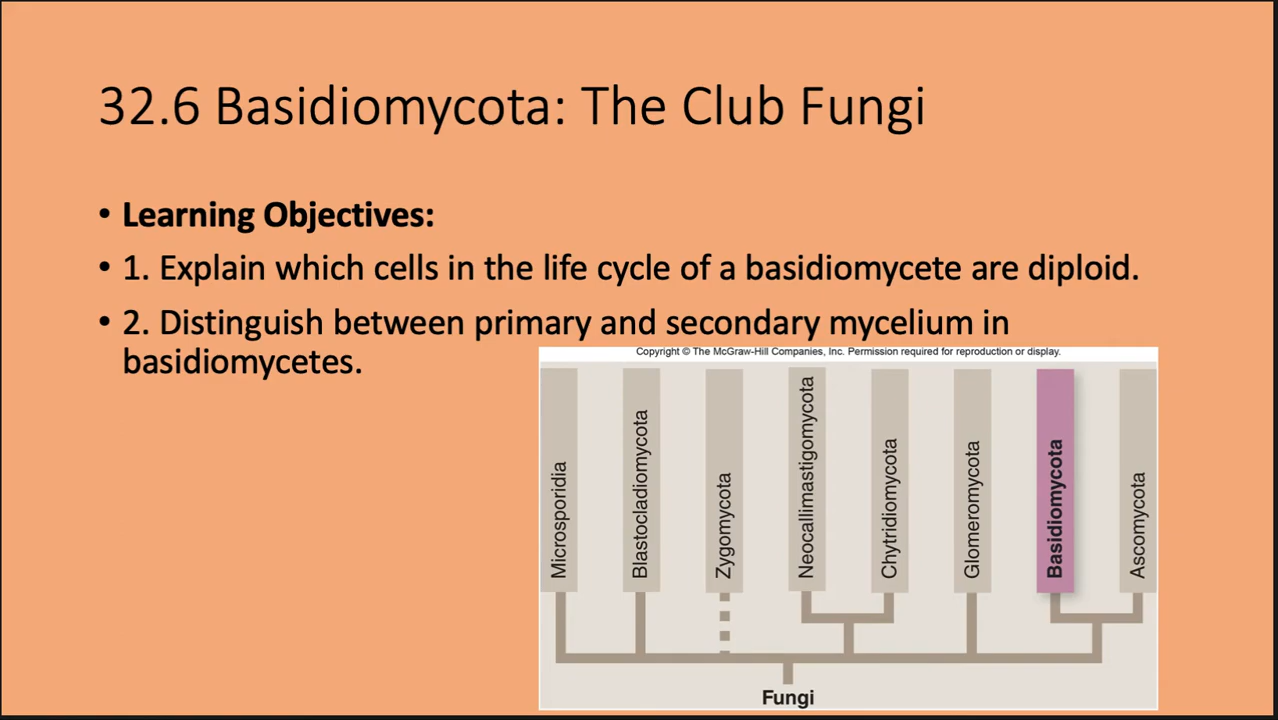 32.6 Basidiomycota: The Club Fungi
• Learning Objectives:
• 1. Explain which cells in the life cycle of a basidiomycete are diploid.
• 2. Distinguish between primary and secondary mycelium in
basidiomycetes.
Copyright © The McGraw-Hill Companies, Inc. Permission required for reproduction or display.
Microsporidia
Blastocladiomycota
Zygomycota
Neocallimastigomycota
Chytridiomycota
Glomeromycota
Basidiomycota
Ascomycota
Fungi